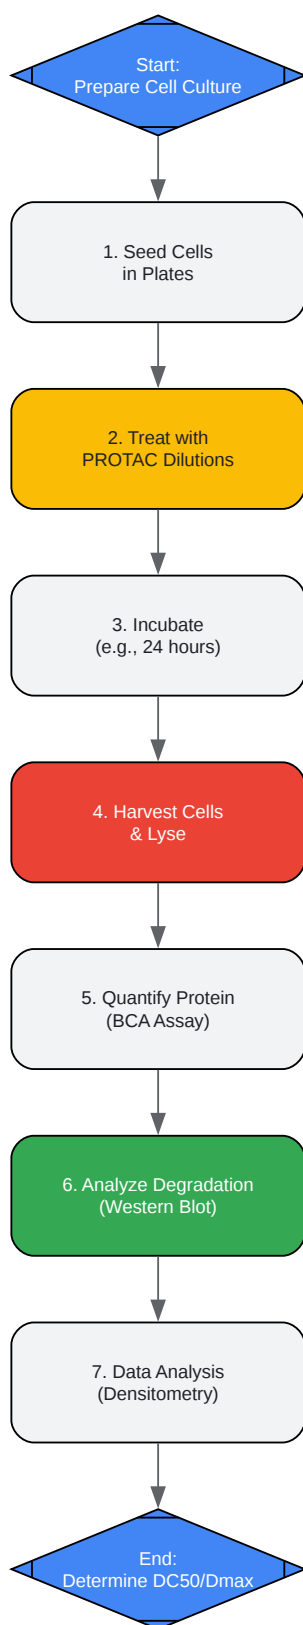 Start:
Prepare Cell Culture
1. Seed Cells
in Plates
2. Treat with
PROTAC Dilutions
3. Incubate
(e.g., 24 hours)
4. Harvest Cells
& Lyse
5. Quantify Protein
(BCA Assay)
6. Analyze Degradation
(Western Blot)
7. Data Analysis
(Densitometry)
End:
Determine DC50/Dmax